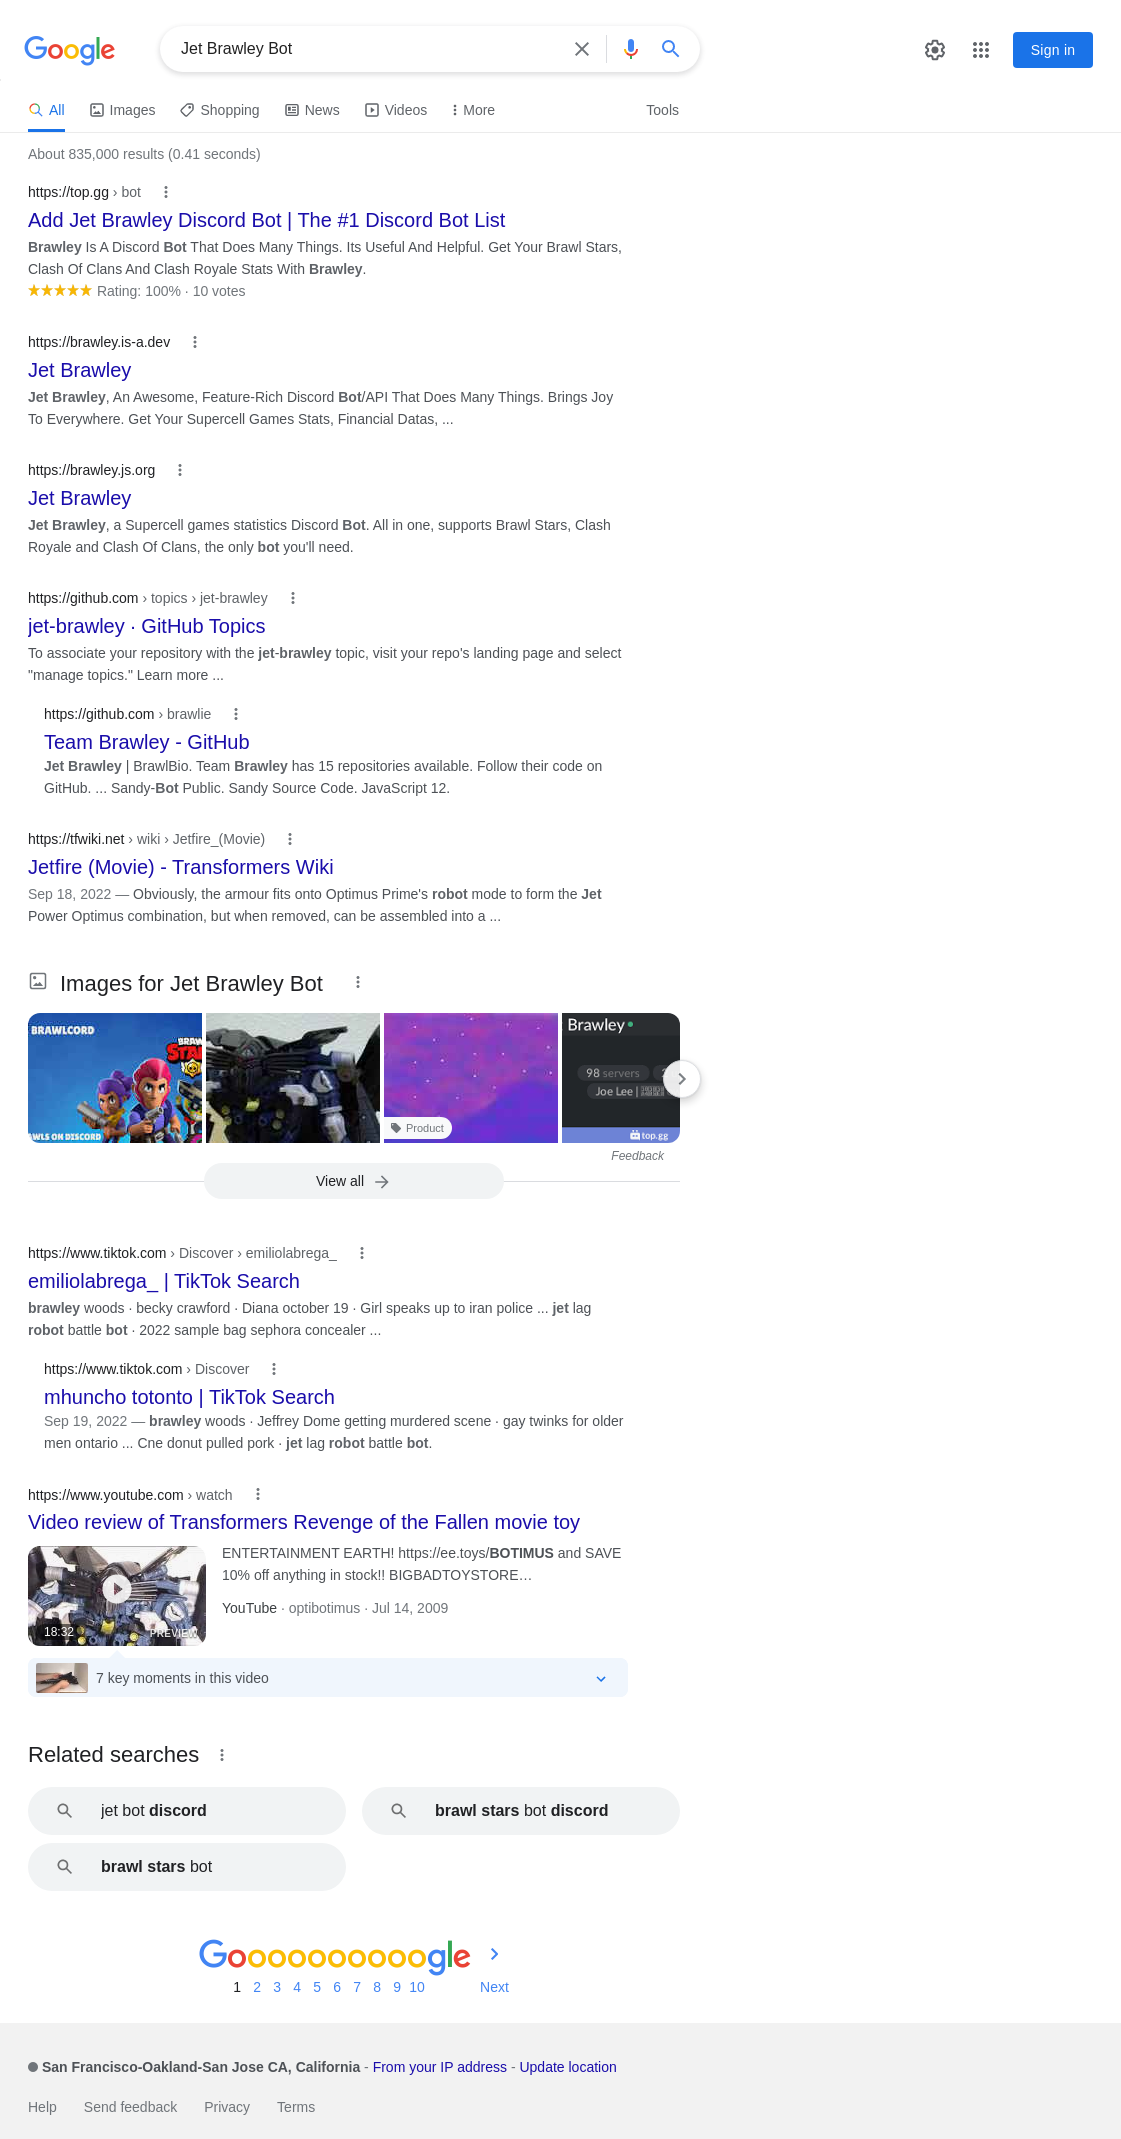 Google
Jet Brawley Bot
Sign in
All
Images
Shopping
News
Videos
More
Tools
About 835,000 results (0.41 seconds)
https://top.gg › bot
Add Jet Brawley Discord Bot | The #1 Discord Bot List
Brawley Is A Discord Bot That Does Many Things. Its Useful And Helpful. Get Your Brawl Stars,
Clash Of Clans And Clash Royale Stats With Brawley.
Rating: 100% · 10 votes
https://brawley.is-a.dev
Jet Brawley
Jet Brawley, An Awesome, Feature-Rich Discord Bot/API That Does Many Things. Brings Joy
To Everywhere. Get Your Supercell Games Stats, Financial Datas, ...
https://brawley.js.org
Jet Brawley
Jet Brawley, a Supercell games statistics Discord Bot. All in one, supports Brawl Stars, Clash
Royale and Clash Of Clans, the only bot you'll need.
https://github.com › topics › jet-brawley
jet-brawley · GitHub Topics
To associate your repository with the jet-brawley topic, visit your repo's landing page and select
"manage topics." Learn more ...
https://github.com › brawlie
Team Brawley - GitHub
Jet Brawley | BrawlBio. Team Brawley has 15 repositories available. Follow their code on
GitHub. ... Sandy-Bot Public. Sandy Source Code. JavaScript 12.
https://tfwiki.net › wiki › Jetfire_(Movie)
Jetfire (Movie) - Transformers Wiki
Sep 18, 2022 — Obviously, the armour fits onto Optimus Prime's robot mode to form the Jet
Power Optimus combination, but when removed, can be assembled into a ...
Images for Jet Brawley Bot
BRAWLCORD
BRAW
STA
AWLS ON DISCORD
Product
Brawley
98 servers
Joe Lee |
top.gg
Feedback
View all
https://www.tiktok.com › Discover › emiliolabrega_
emiliolabrega_ | TikTok Search
brawley woods · becky crawford · Diana october 19 · Girl speaks up to iran police ... jet lag
robot battle bot · 2022 sample bag sephora concealer ...
https://www.tiktok.com › Discover
mhuncho totonto | TikTok Search
Sep 19, 2022 — brawley woods · Jeffrey Dome getting murdered scene · gay twinks for older
men ontario ... Cne donut pulled pork · jet lag robot battle bot.
https://www.youtube.com › watch
Video review of Transformers Revenge of the Fallen movie toy
ENTERTAINMENT EARTH! https://ee.toys/BOTIMUS and SAVE
10% off anything in stock!! BIGBADTOYSTORE…
YouTube · optibotimus · Jul 14, 2009
18:32
PREVIEW
7 key moments in this video
Related searches
jet bot discord
brawl stars bot discord
brawl stars bot
Goooooooooogle
1 2 3 4 5 6 7 8 9 10 Next
San Francisco-Oakland-San Jose CA, California - From your IP address - Update location
Help
Send feedback
Privacy
Terms